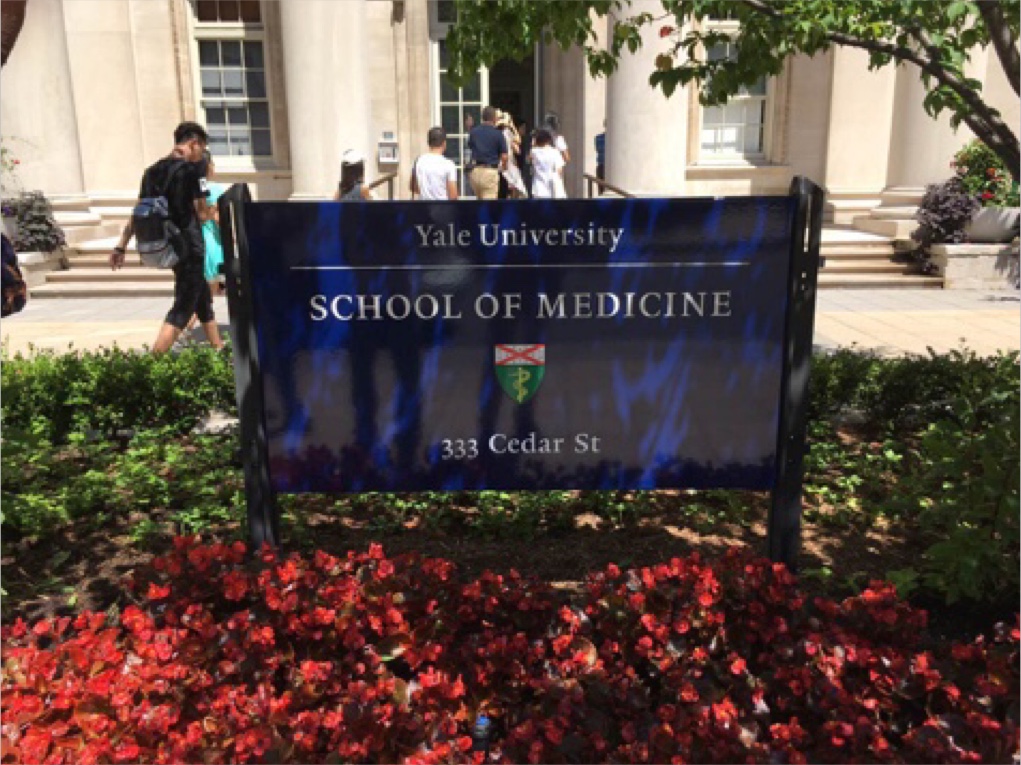 Yale University
SCHOOL OF MEDICINE
333 Cedar St